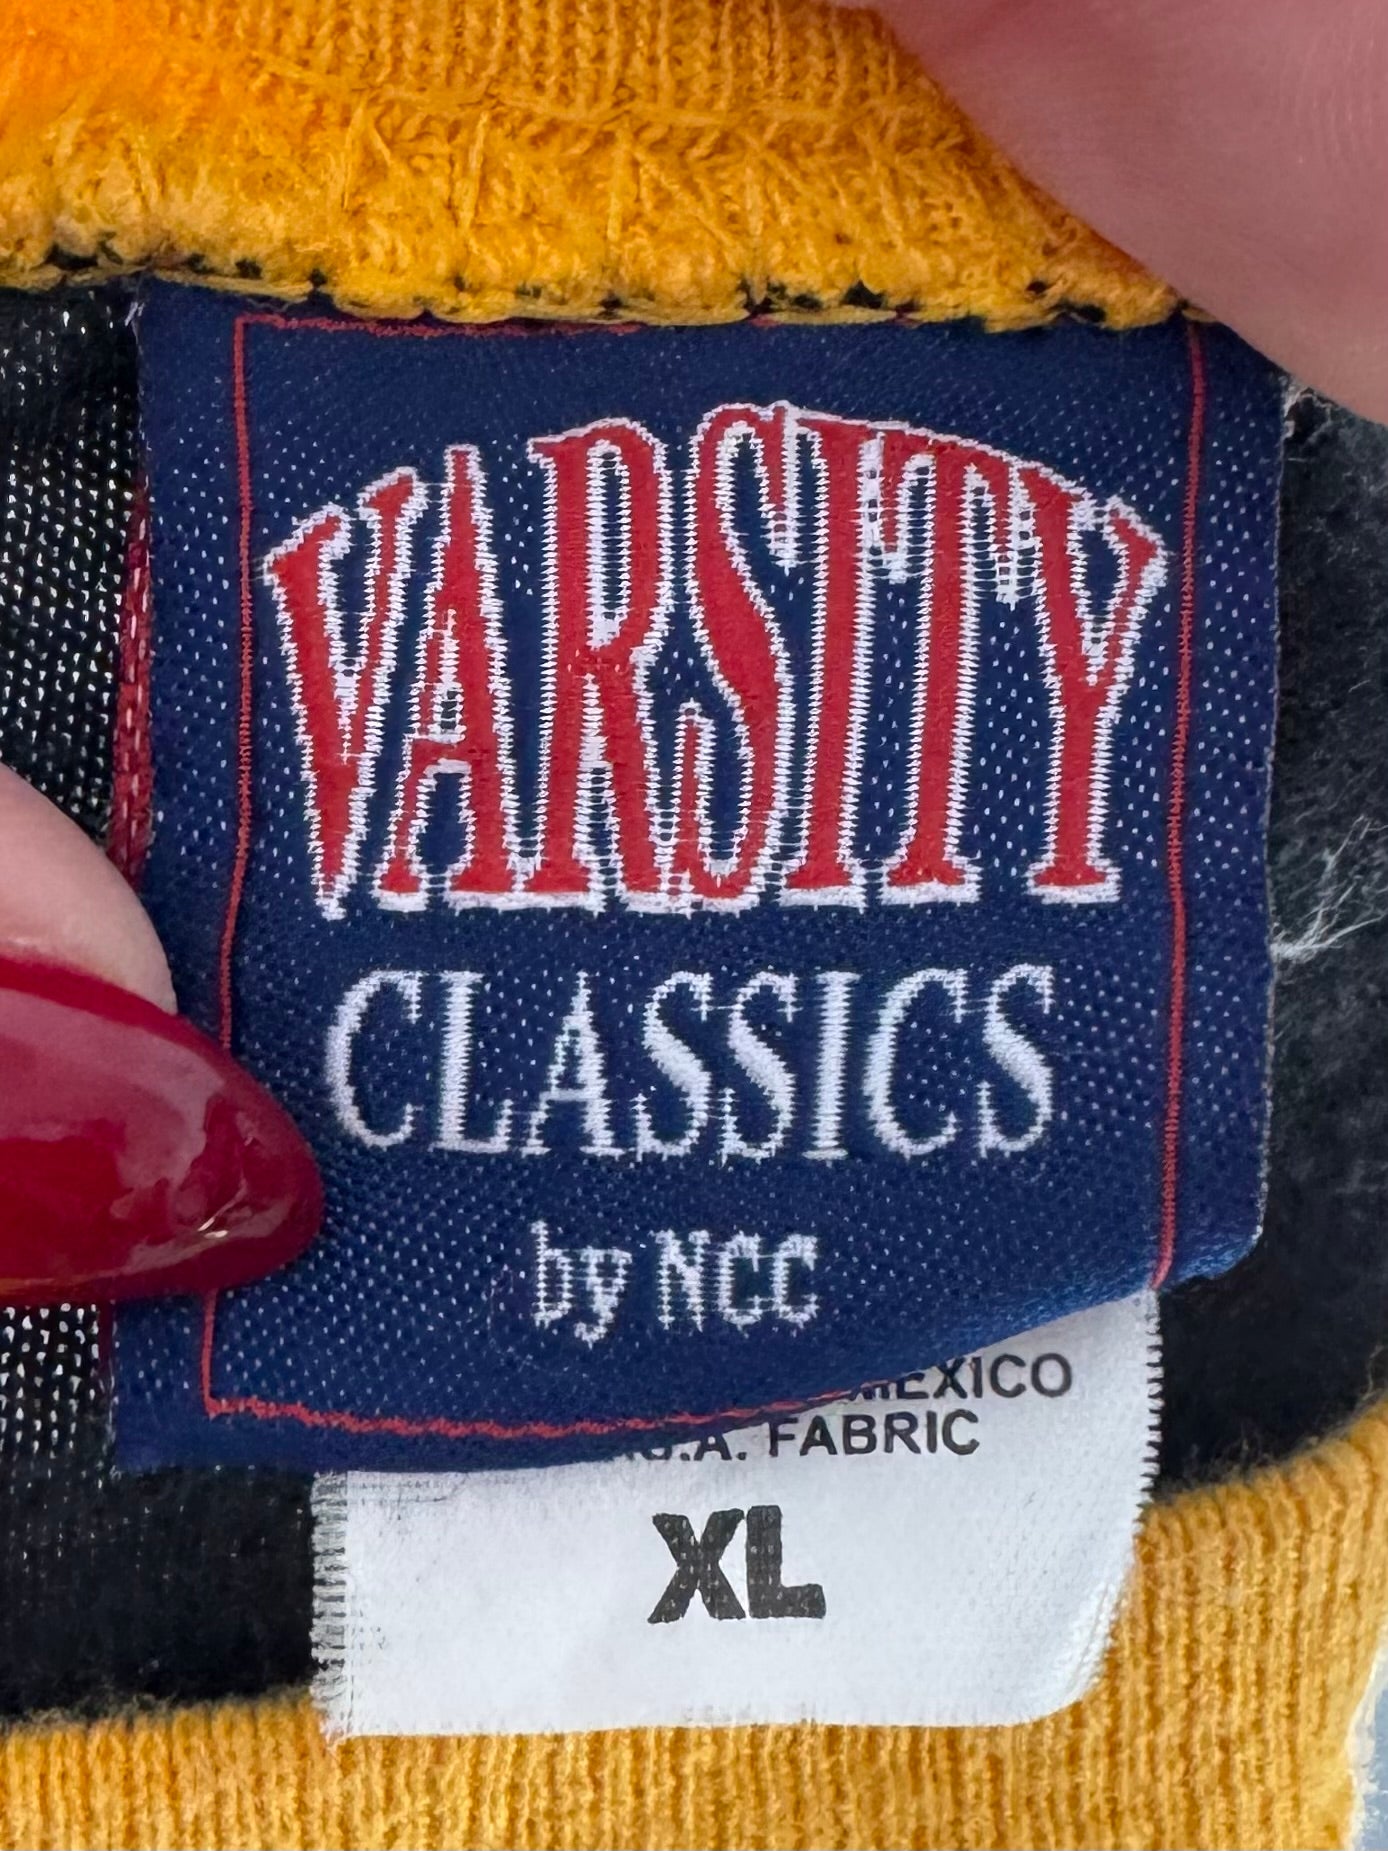 VARSITY
CLASSICS
by NCC
MEXICO
U.S.A. FABRIC
XL